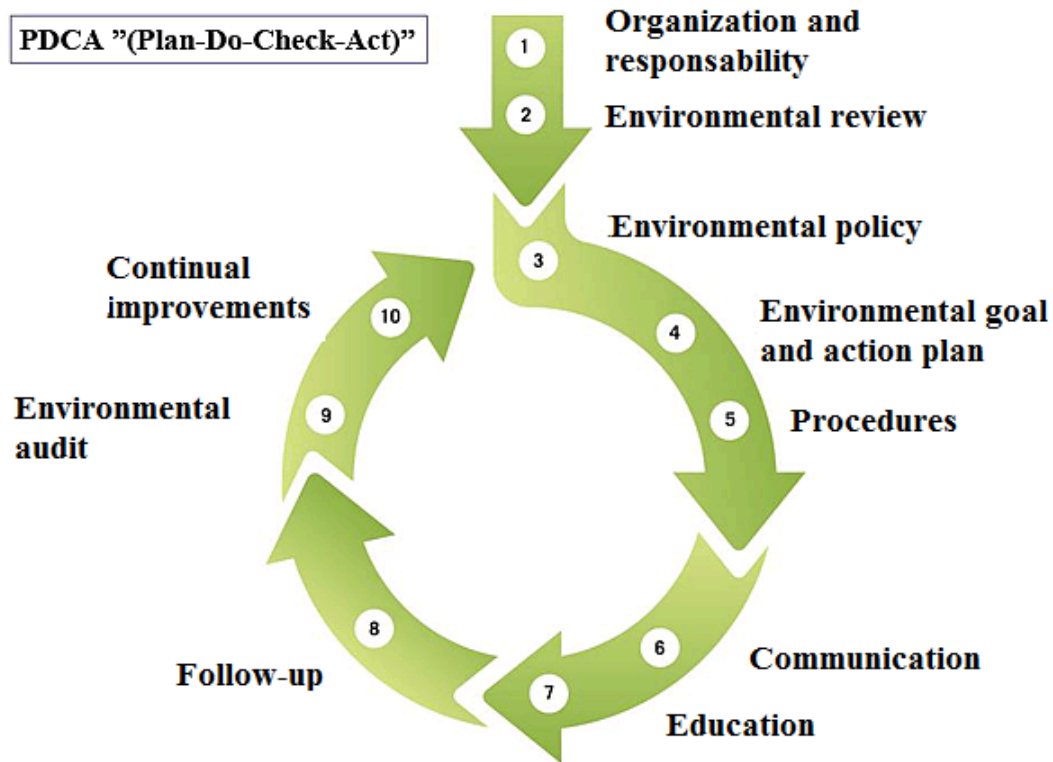 PDCA ”(Plan-Do-Check-Act)”
1
Organization and
responsability
2
Environmental review
3
Environmental policy
4
Environmental goal
and action plan
5
Procedures
6
Communication
7
Education
8
Follow-up
9
Environmental
audit
10
Continual
improvements